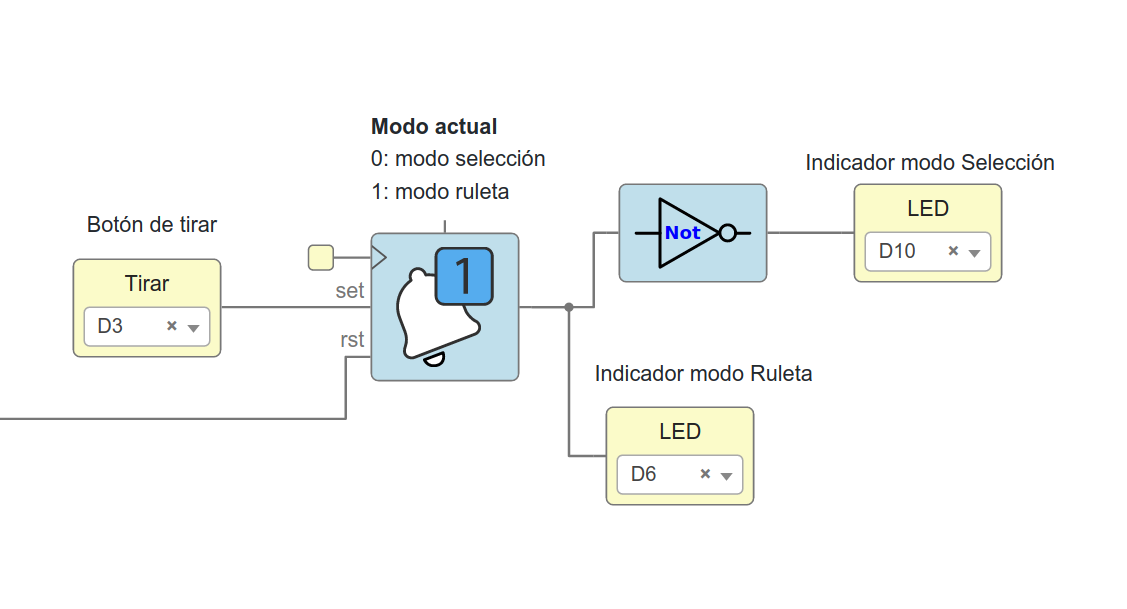 Modo actual
0: modo selección
1: modo ruleta
Indicador modo Selección
LED
D10
Not
Botón de tirar
Tirar
D3
set
rst
1
Indicador modo Ruleta
LED
D6